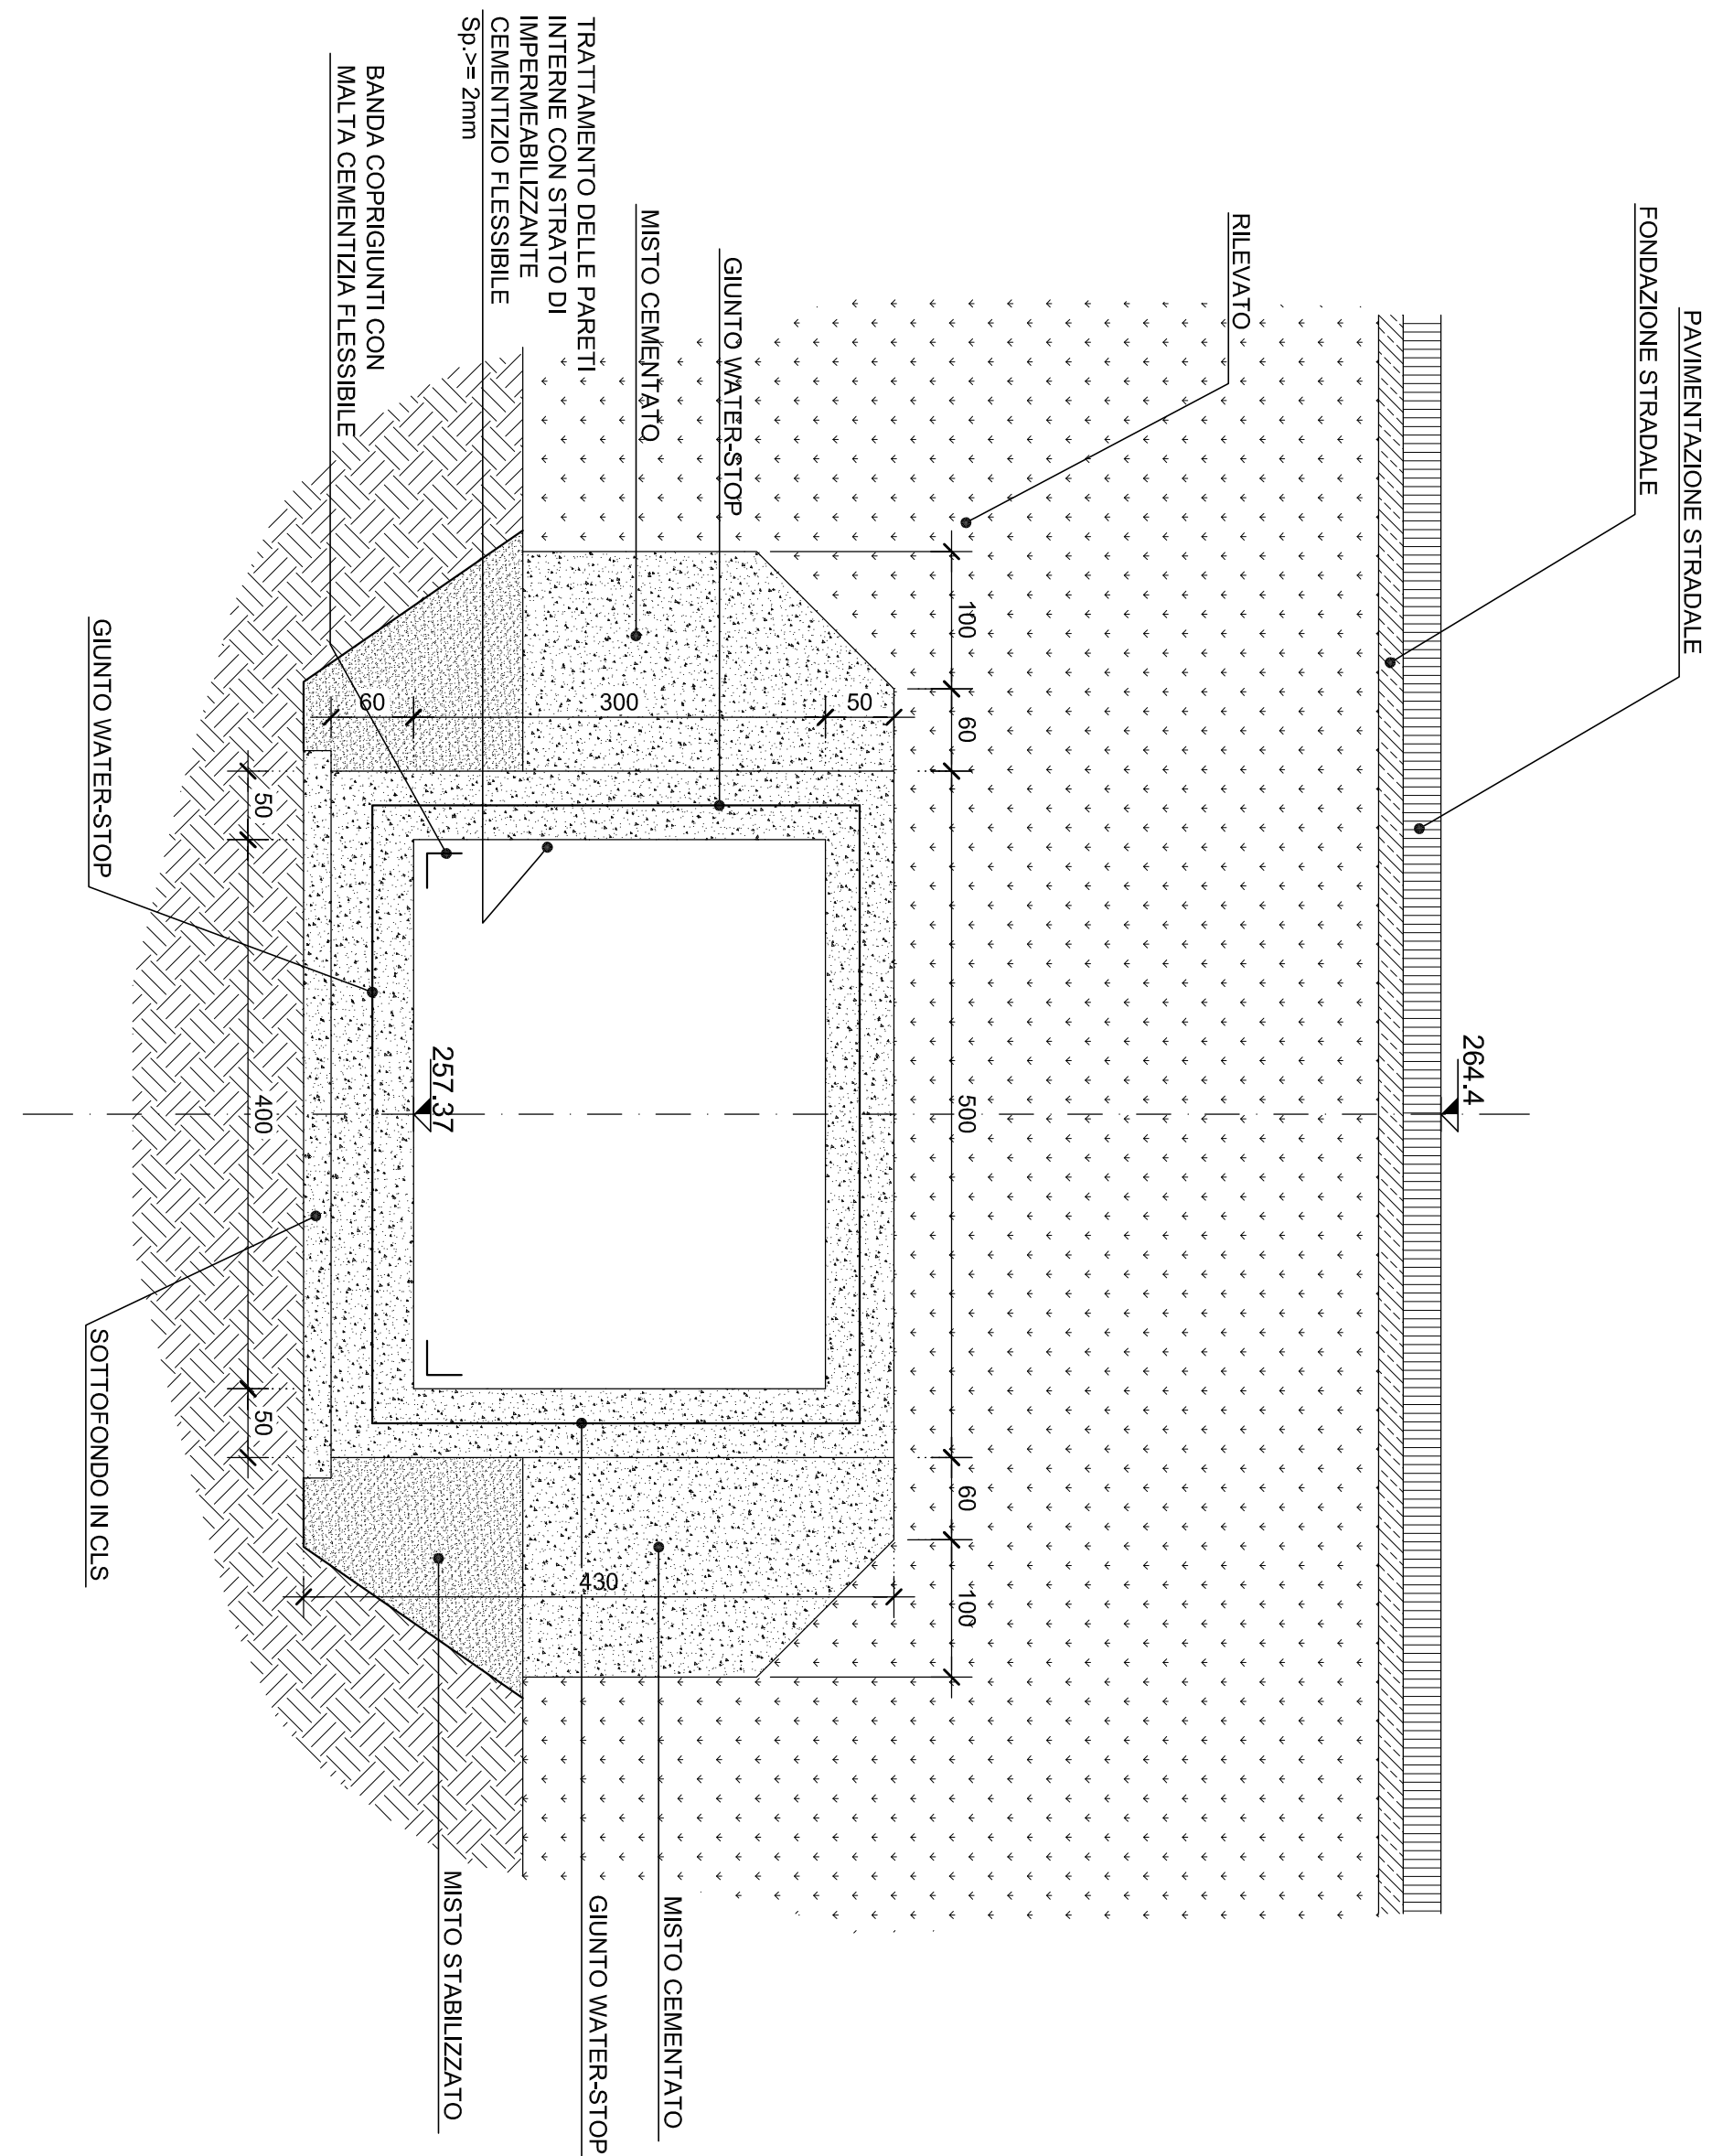 PAVIMENTAZIONE STRADALE
FONDAZIONE STRADALE
264.4
RILEVATO
100
60
500
60
100
GIUNTO WATER-STOP
MISTO CEMENTATO
TRATTAMENTO DELLE PARETI
INTERNE CON STRATO DI
IMPERMEABILIZZANTE
CEMENTIZIO FLESSIBILE
Sp.>= 2mm
BANDA COPRIGIUNTI CON
MALTA CEMENTIZIA FLESSIBILE
60
300
50
257.37
430
MISTO CEMENTATO
GIUNTO WATER-STOP
MISTO STABILIZZATO
50
400
50
GIUNTO WATER-STOP
SOTTOFONDO IN CLS